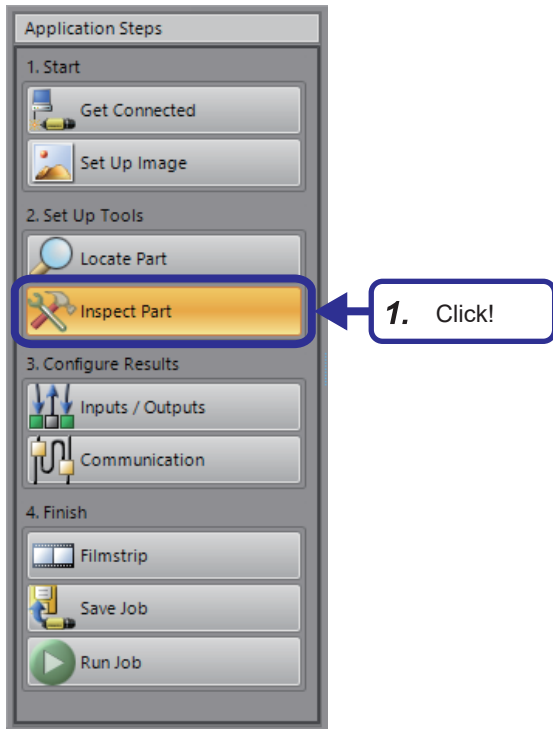 Application Steps
1. Start
Get Connected
Set Up Image
2. Set Up Tools
Locate Part
Inspect Part
1. Click!
3. Configure Results
Inputs / Outputs
Communication
4. Finish
Filmstrip
Save Job
Run Job